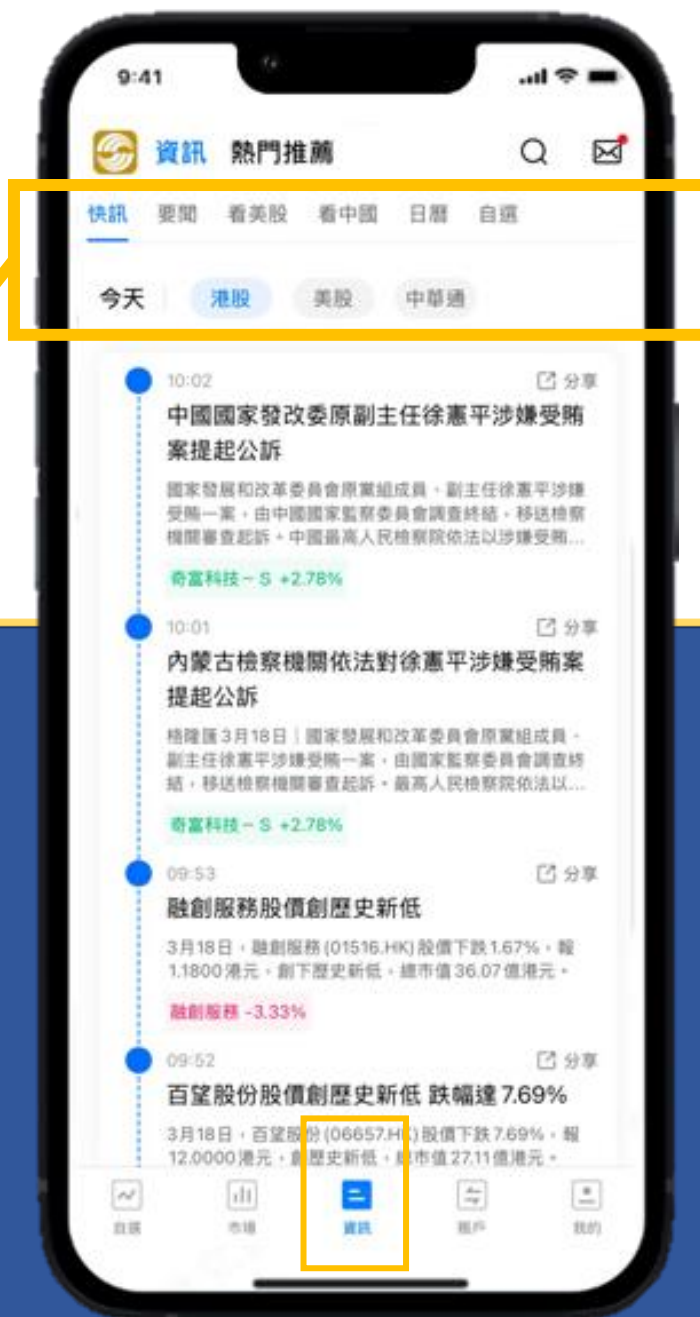 9:41
資訊 熱門推薦
快訊 要聞 看美股 看中國 日曆 自選
今天 港股 美股 中華通
10:02 分享
中國國家發改委原副主任徐憲平涉嫌受賄
案提起公訴
國家發展和改革委員會原黨組成員、副主任徐憲平涉嫌
受賄一案，由中國國家監察委員會調查終結，移送檢察
機關審查起訴。中國最高人民檢察院依法以涉嫌受賄...
奇富科技－S +2.78%
10:01 分享
內蒙古檢察機關依法對徐憲平涉嫌受賄案
提起公訴
格隆匯3月18日｜國家發展和改革委員會原黨組成員、
副主任徐憲平涉嫌受賄一案，由國家監察委員會調查終
結，移送檢察機關審查起訴。最高人民檢察院依法以...
奇富科技－S +2.78%
09:53 分享
融創服務股價創歷史新低
3月18日，融創服務(01516.HK)股價下跌1.67%，報
1.1800港元，創下歷史新低，總市值36.07億港元。
融創服務 -3.33%
09:52 分享
百望股份股價創歷史新低 跌幅達7.69%
3月18日，百望股份(06657.HK)股價下跌7.69%，報
12.0000港元，創歷史新低，總市值27.11億港元。
自選 市場 資訊 賬戶 我的